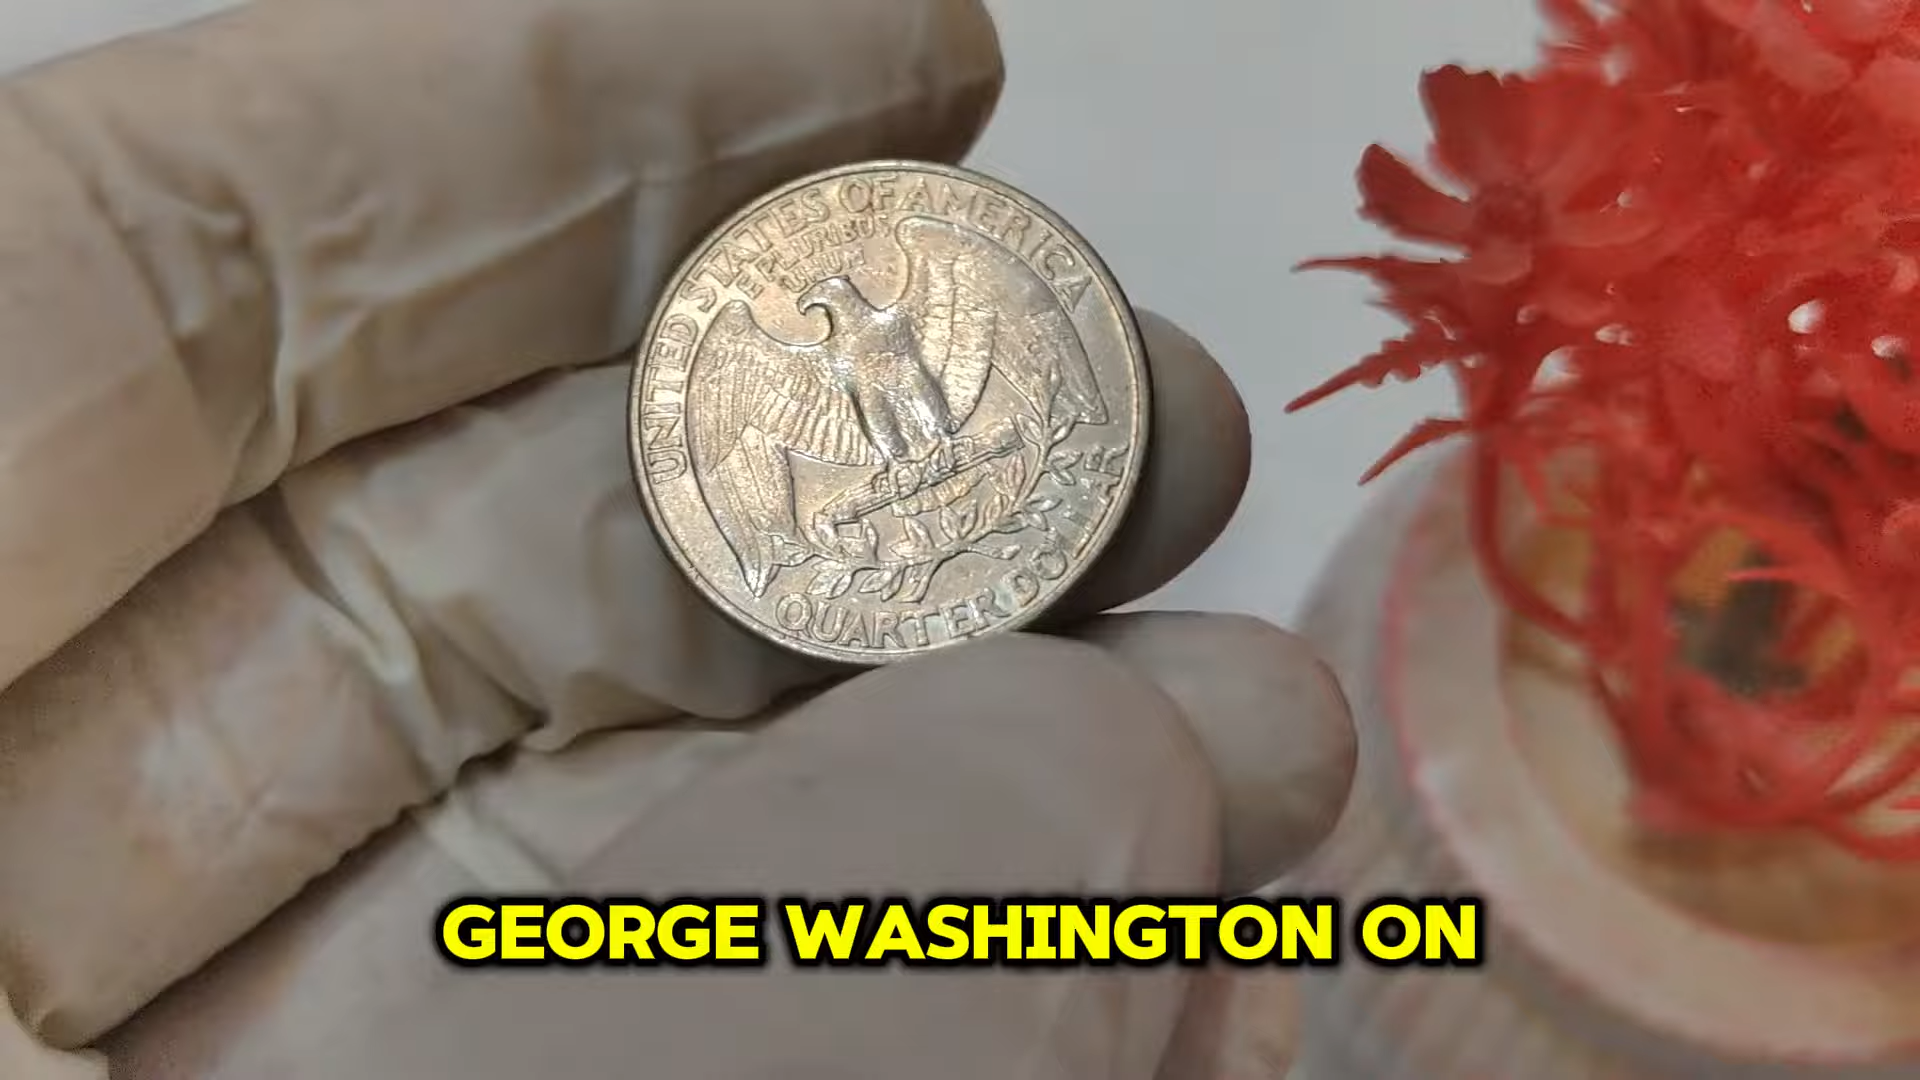 UNITED STATES OF AMERICA
E PLURIBUS
UNUM
QUARTER DOLLAR
GEORGE WASHINGTON ON